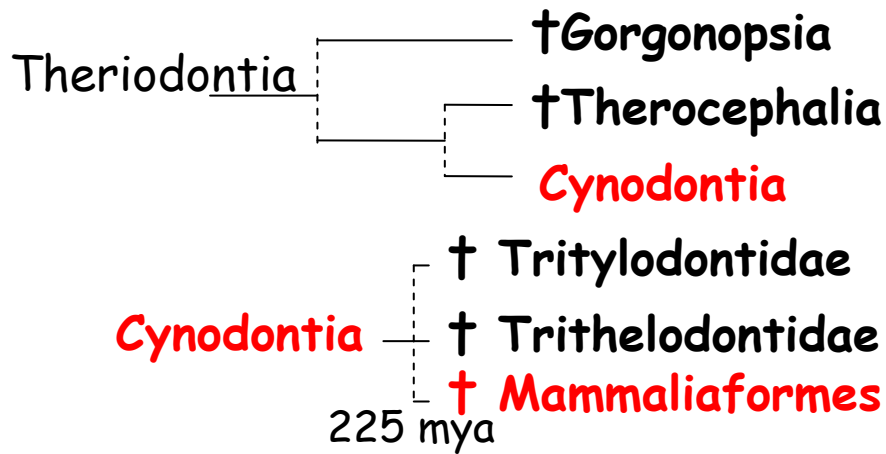 †Gorgonopsia
Theriodontia
†Therocephalia
Cynodontia
† Tritylodontidae
Cynodontia
† Trithelodontidae
† Mammaliaformes
225 mya